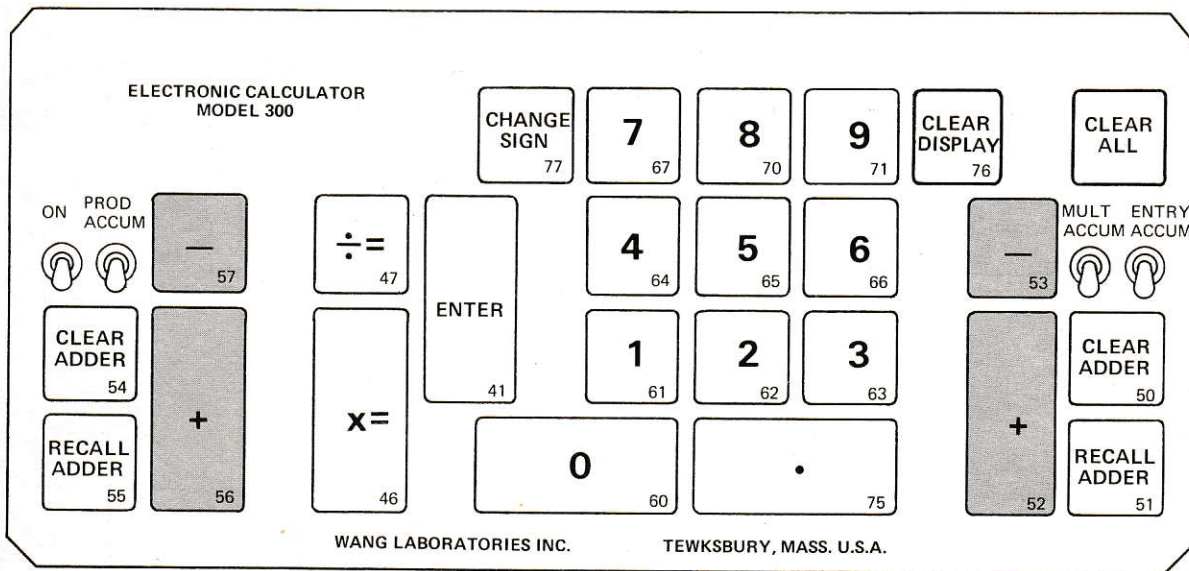 ELECTRONIC CALCULATOR
MODEL 300
CHANGE
SIGN
77
7
67
8
70
9
71
CLEAR
DISPLAY
76
CLEAR
ALL
ON
PROD
ACCUM
−
57
÷=
47
ENTER
41
4
64
5
65
6
66
−
53
MULT
ACCUM
ENTRY
ACCUM
CLEAR
ADDER
54
+
56
x=
46
1
61
2
62
3
63
+
52
CLEAR
ADDER
50
RECALL
ADDER
55
0
60
.
75
RECALL
ADDER
51
WANG LABORATORIES INC.
TEWKSBURY, MASS. U.S.A.